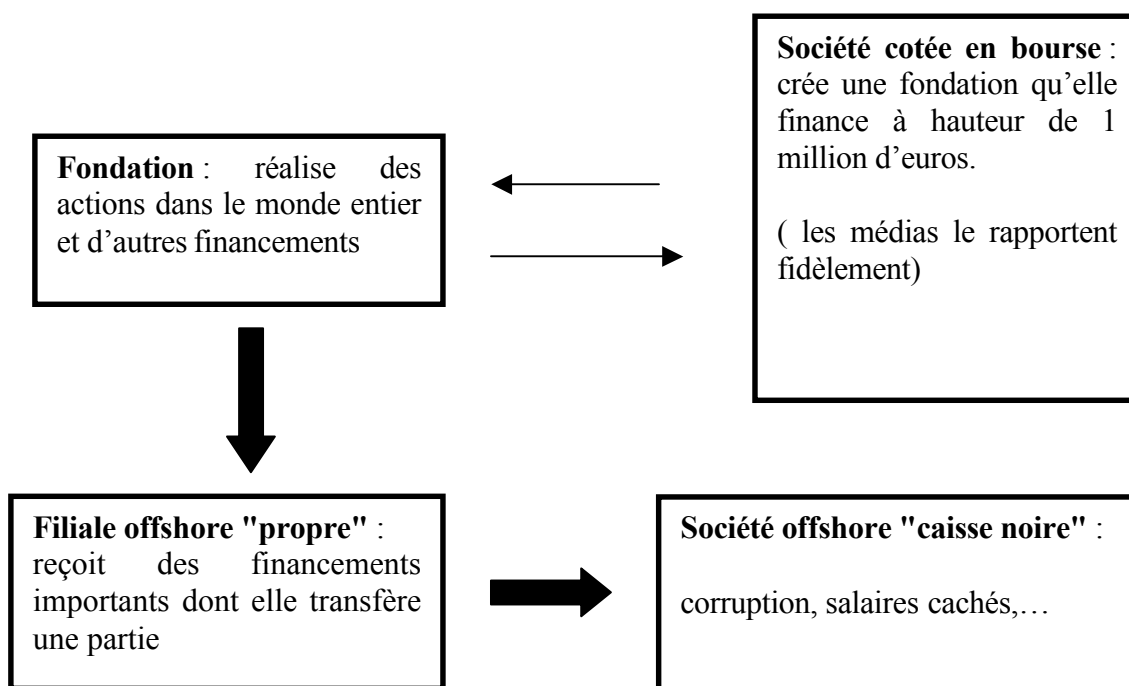 Société cotée en bourse :
crée une fondation qu’elle
finance à hauteur de 1
million d’euros.
( les médias le rapportent
fidèlement)
Fondation : réalise des
actions dans le monde entier
et d’autres financements
Filiale offshore "propre" :
reçoit des financements
importants dont elle transfère
une partie
Société offshore "caisse noire" :
corruption, salaires cachés,…